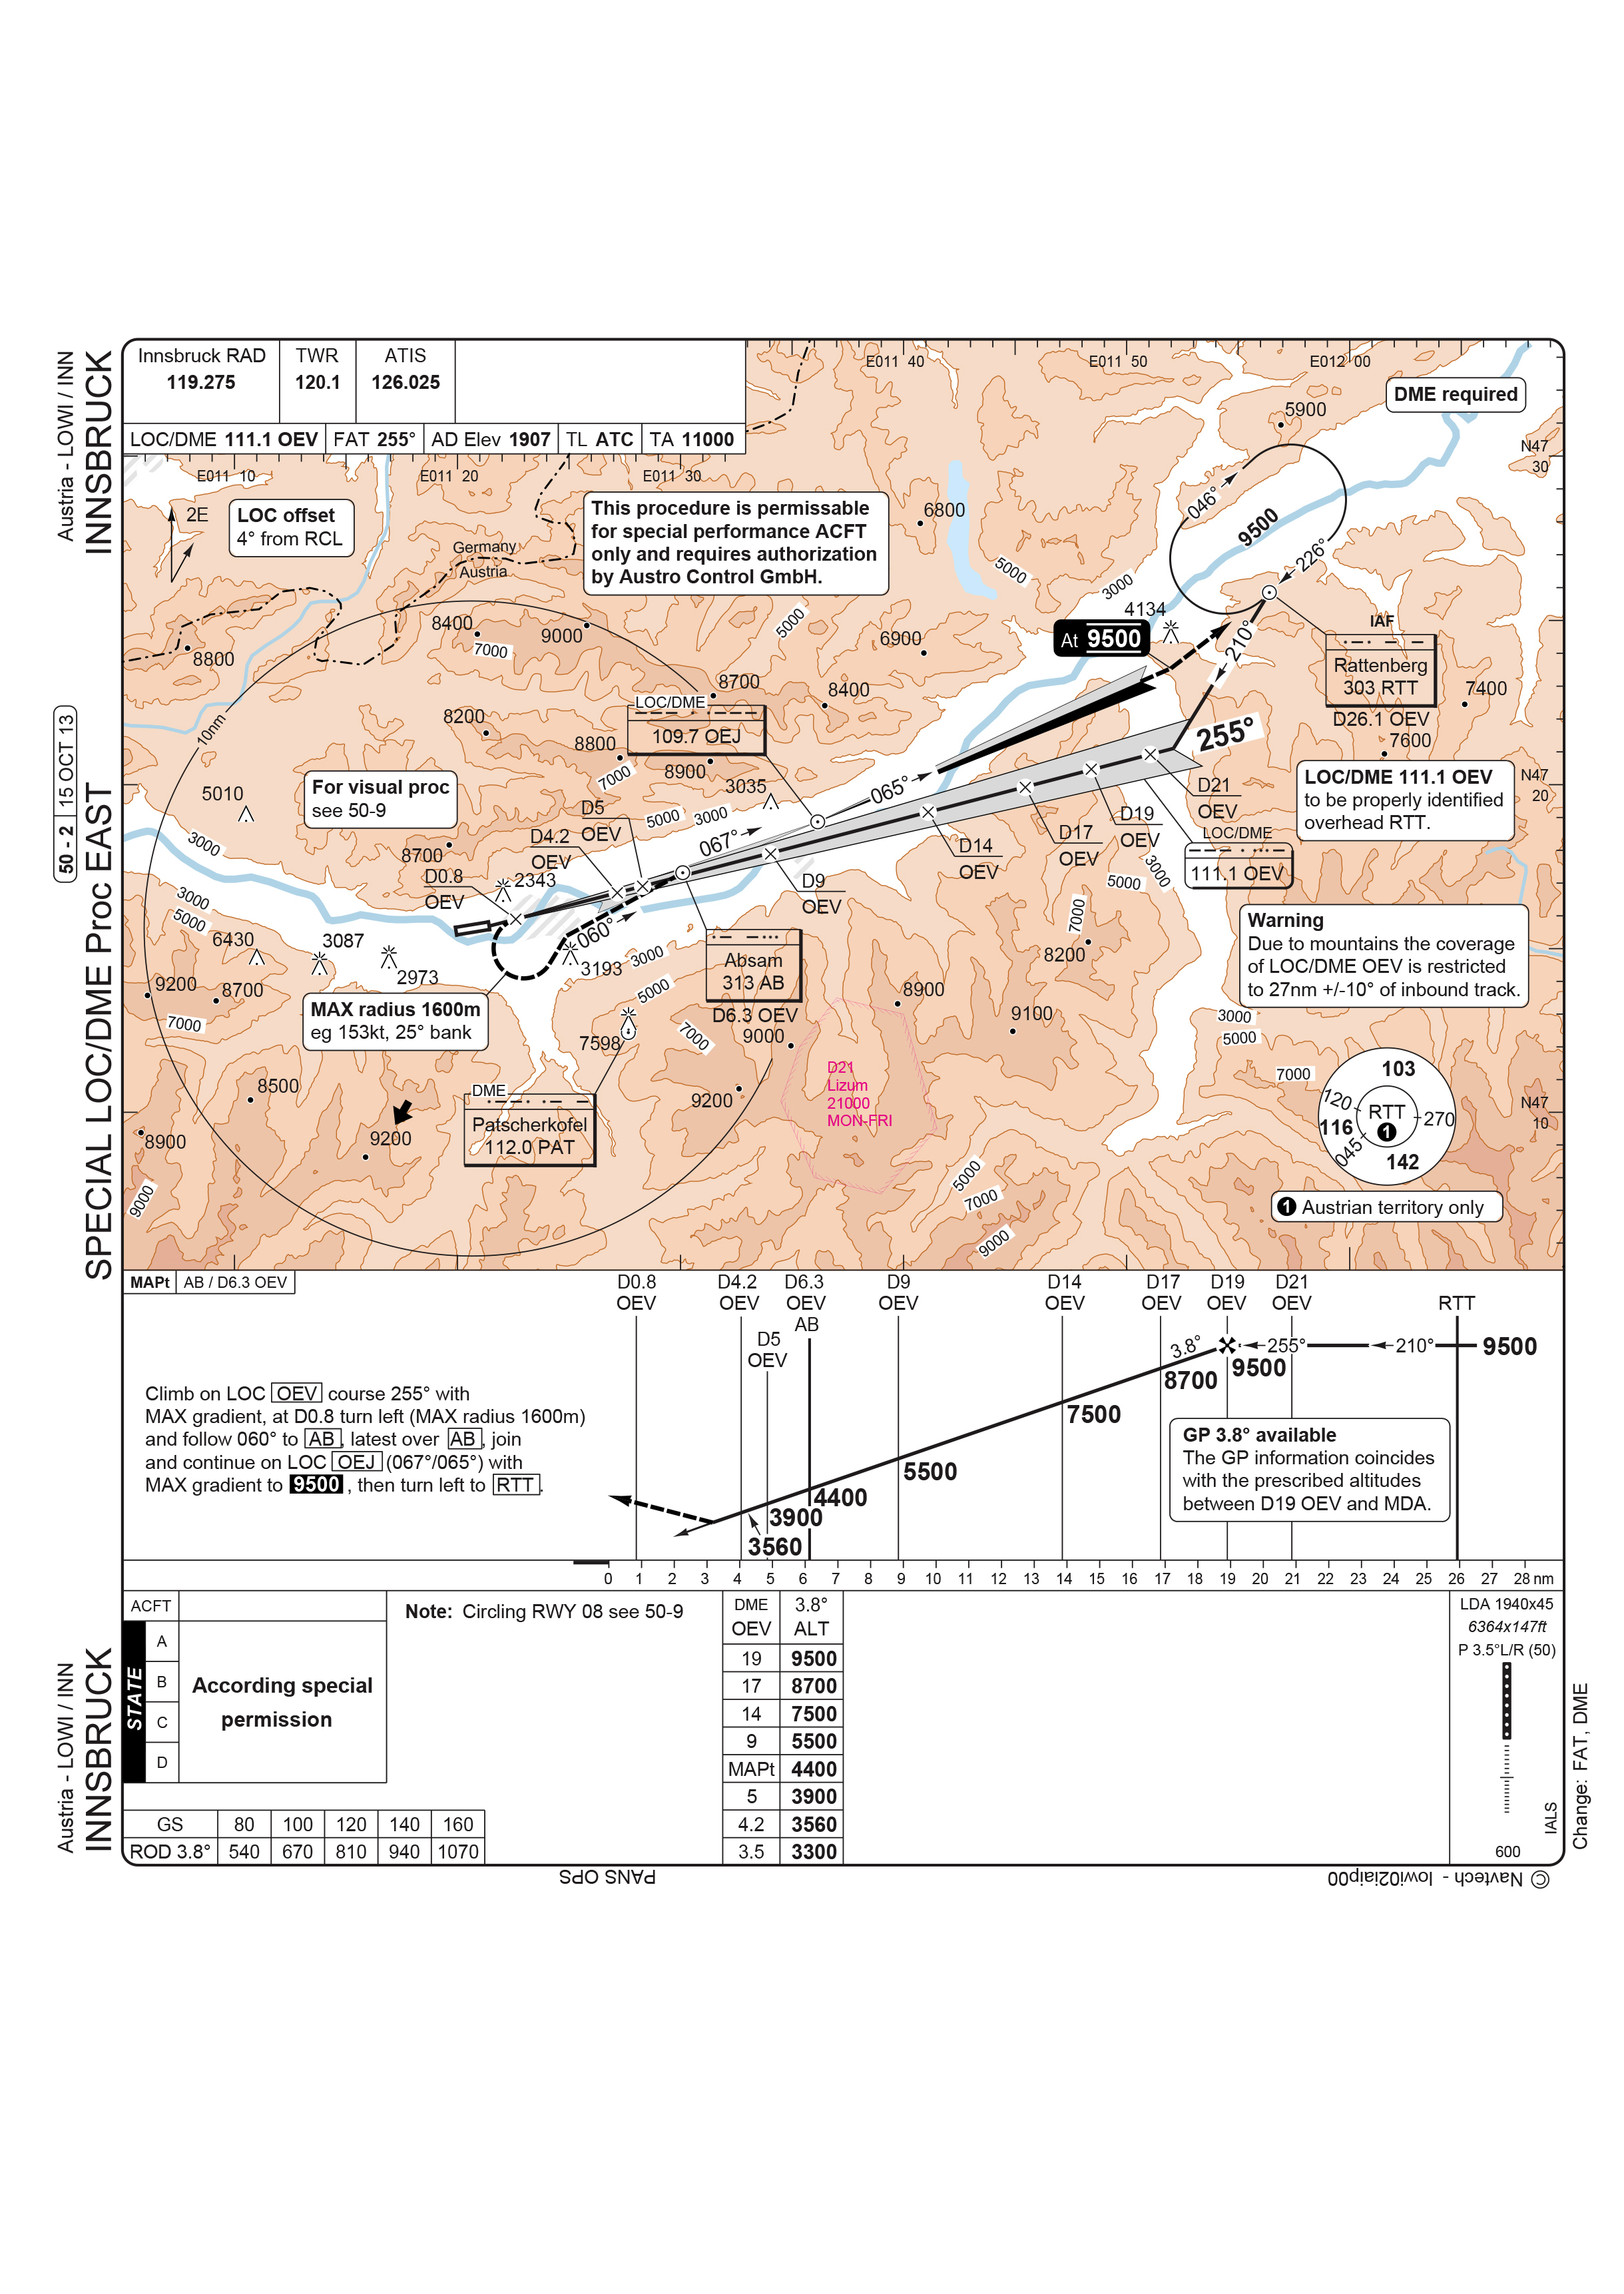 Austria - LOWI / INN
INNSBRUCK
50 - 2 | 15 OCT 13
SPECIAL LOC/DME Proc EAST
Austria - LOWI / INN
INNSBRUCK
Innsbruck RAD
119.275
TWR
120.1
ATIS
126.025
LOC/DME 111.1 OEV
FAT 255°
AD Elev 1907
TL ATC
TA 11000
E011 40
E011 50
E012 00
DME required
5900
N47
30
E011 10
E011 20
E011 30
2E
LOC offset
4° from RCL
This procedure is permissable
for special performance ACFT
only and requires authorization
by Austro Control GmbH.
Germany
Austria
6800
5000
046°
9500
226°
3000
4134
At 9500
210°
IAF
Rattenberg
303 RTT
D26.1 OEV
7400
7600
8400
7000
9000
8800
5000
6900
10nm
8700
8400
8200
LOC/DME
109.7 OEJ
8800
8900
7000
3035
065°
255°
LOC/DME 111.1 OEV
to be properly identified
overhead RTT.
N47
20
For visual proc
see 50-9
5010
3000
D5
OEV
5000
3000
067°
D4.2
OEV
8700
D0.8
OEV
2343
D9
OEV
D14
OEV
D17
OEV
D19
OEV
D21
OEV
LOC/DME
111.1 OEV
3000
5000
7000
8200
Warning
Due to mountains the coverage
of LOC/DME OEV is restricted
to 27nm +/-10° of inbound track.
3000
5000
6430
3087
2973
060°
3193
3000
Absam
313 AB
D6.3 OEV
9200
8700
7000
MAX radius 1600m
eg 153kt, 25° bank
5000
7598
7000
9000
8900
9100
3000
5000
7000
D21
Lizum
21000
MON-FRI
103
120
RTT
1
270
116
045
142
N47
10
8500
9200
8900
9000
DME
Patscherkofel
112.0 PAT
9200
5000
7000
9000
1 Austrian territory only
MAPt
AB / D6.3 OEV
D0.8
OEV
D4.2
OEV
D5
OEV
D6.3
OEV
AB
D9
OEV
D14
OEV
D17
OEV
D19
OEV
D21
OEV
RTT
3.8°
255°
210°
9500
9500
8700
7500
5500
4400
3900
3560
Climb on LOC OEV course 255° with
MAX gradient, at D0.8 turn left (MAX radius 1600m)
and follow 060° to AB, latest over AB, join
and continue on LOC OEJ (067°/065°) with
MAX gradient to 9500, then turn left to RTT.
GP 3.8° available
The GP information coincides
with the prescribed altitudes
between D19 OEV and MDA.
0 1 2 3 4 5 6 7 8 9 10 11 12 13 14 15 16 17 18 19 20 21 22 23 24 25 26 27 28 nm
ACFT
STATE
A
B
C
D
According special
permission
Note: Circling RWY 08 see 50-9
DME OEV 3.8° ALT
19 9500
17 8700
14 7500
9 5500
MAPt 4400
5 3900
4.2 3560
3.5 3300
GS 80 100 120 140 160
ROD 3.8° 540 670 810 940 1070
LDA 1940x45
6364x147ft
P 3.5°L/R (50)
600
IALS
Change: FAT, DME
PANS OPS
© Navtech - lowi02iaip00